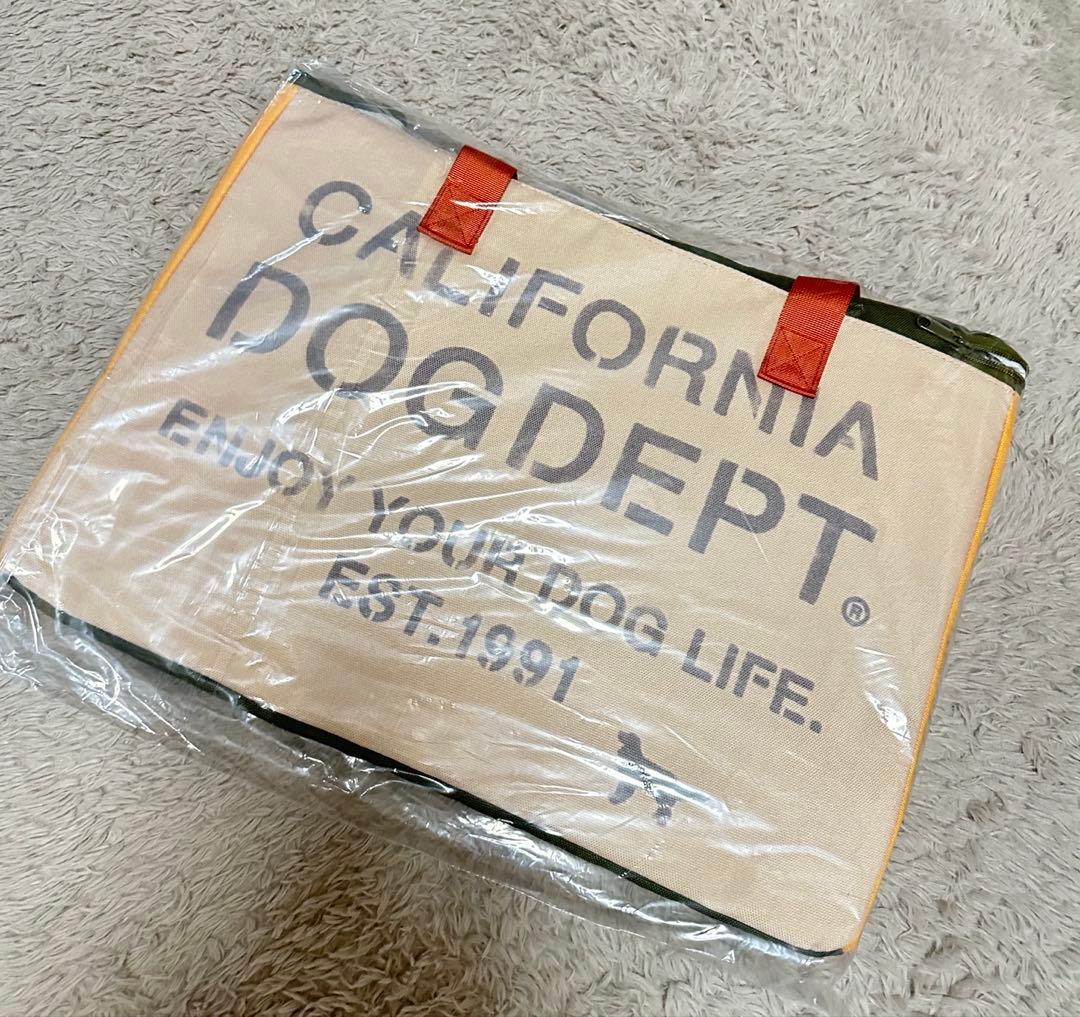 CALIFORNIA
DOGDEPT®
ENJOY YOUR DOG LIFE.
EST. 1991